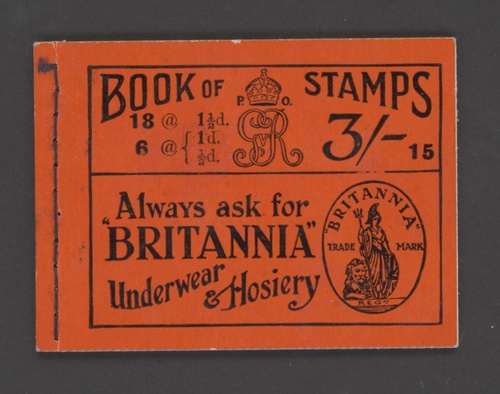 BOOK OF STAMPS
P. O.
18 @ 1½d.
GvR
3/- 15
6 @ { 1d.
½d.
"Always ask for
"BRITANNIA"
Underwear
& Hosiery
"BRITANNIA"
TRADE MARK
REGD